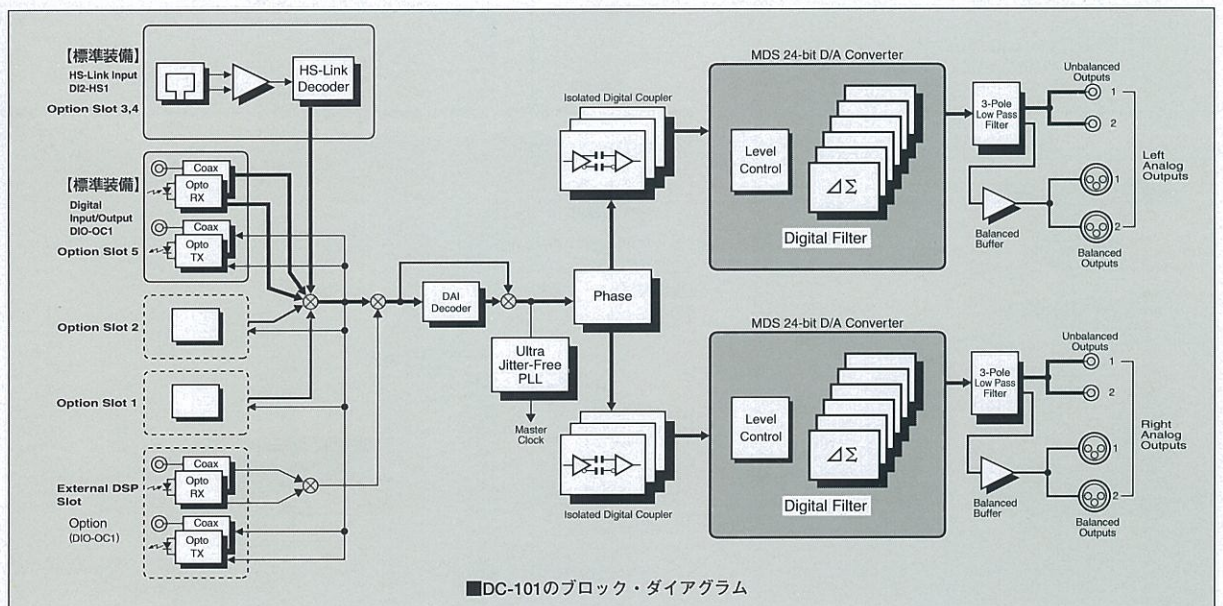 【標準装備】
HS-Link Input
DI2-HS1
Option Slot 3,4
HS-Link
Decoder
【標準装備】
Digital
Input/Output
DIO-OC1
Option Slot 5
Coax
Opto
RX
Coax
Opto
TX
Option Slot 2
Option Slot 1
External DSP
Slot
Option
(DIO-OC1)
Coax
Opto
RX
Coax
Opto
TX
DAI
Decoder
Ultra
Jitter-Free
PLL
Master
Clock
Phase
Isolated Digital Coupler
Isolated Digital Coupler
MDS 24-bit D/A Converter
Level
Control
⊿Σ
Digital Filter
3-Pole
Low Pass
Filter
Unbalanced
Outputs
1
2
Left
Analog
Outputs
1
2
Balanced
Buffer
Balanced
Outputs
MDS 24-bit D/A Converter
Level
Control
⊿Σ
Digital Filter
3-Pole
Low Pass
Filter
Unbalanced
Outputs
1
2
Right
Analog
Outputs
1
2
Balanced
Buffer
Balanced
Outputs
■DC-101のブロック・ダイアグラム